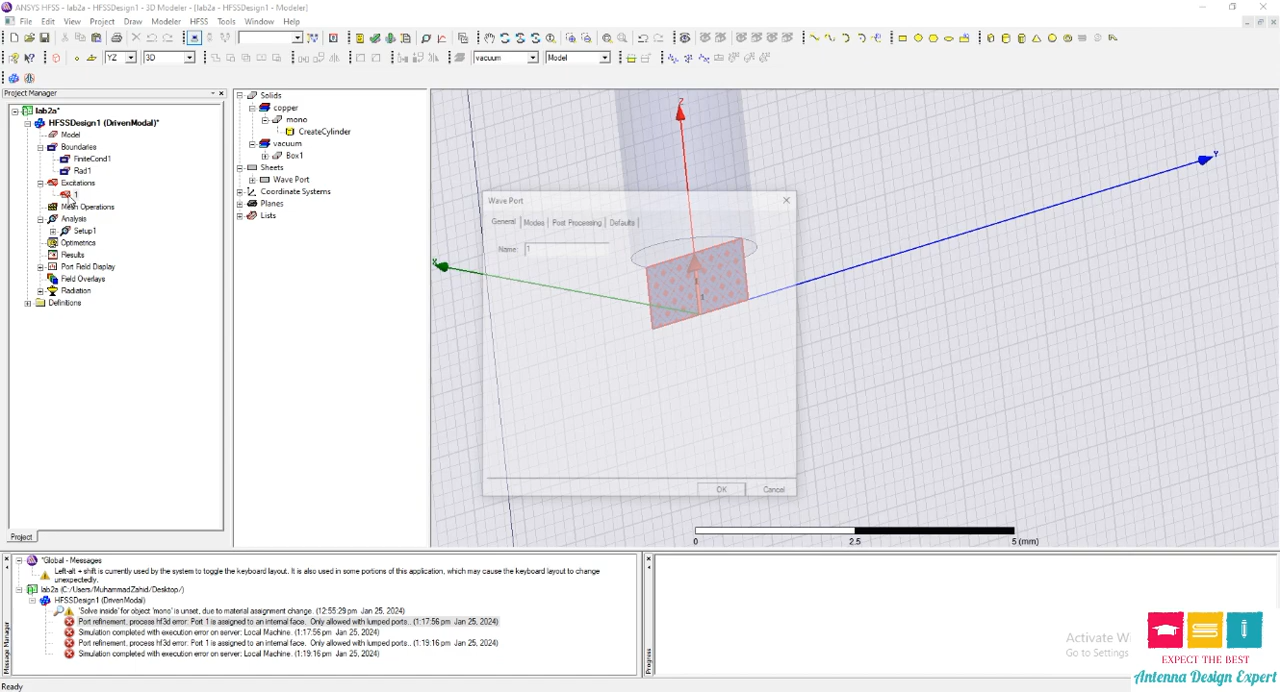 ANSYS HFSS - lab2a - HFSSDesign1 - 3D Modeler - [lab2a - HFSSDesign1 - Modeler]
File Edit View Project Draw Modeler HFSS Tools Window Help
YZ 3D vacuum Model
Project Manager
lab2a*
HFSSDesign1 (DrivenModal)*
Model
Boundaries
FiniteCond1
Rad1
Excitations
1
Mesh Operations
Analysis
Setup1
Optimetrics
Results
Port Field Display
Field Overlays
Radiation
Definitions
Project
Solids
copper
mono
CreateCylinder
vacuum
Box1
Sheets
Wave Port
Coordinate Systems
Planes
Lists
Z
Y
X
1
Wave Port
General Modes Post Processing Defaults
Name: 1
OK Cancel
0 2.5 5 (mm)
*Global - Messages
Left-alt + shift is currently used by the system to toggle the keyboard layout. It is also used in some portions of this application, which may cause the keyboard layout to change
unexpectedly.
lab2a (C:/Users/MuhammadZahid/Desktop/)
HFSSDesign1 (DrivenModal)
'Solve inside' for object 'mono' is unset, due to material assignment change. (12:55:29 pm Jan 25, 2024)
Port refinement, process hf3d error: Port 1 is assigned to an internal face. Only allowed with lumped ports.. (1:17:56 pm Jan 25, 2024)
Simulation completed with execution error on server: Local Machine. (1:17:56 pm Jan 25, 2024)
Port refinement, process hf3d error: Port 1 is assigned to an internal face. Only allowed with lumped ports.. (1:19:16 pm Jan 25, 2024)
Simulation completed with execution error on server: Local Machine. (1:19:16 pm Jan 25, 2024)
Message Manager
Progress
Activate Wi
Go to Settings
EXPECT THE BEST
Antenna Design Expert
Ready